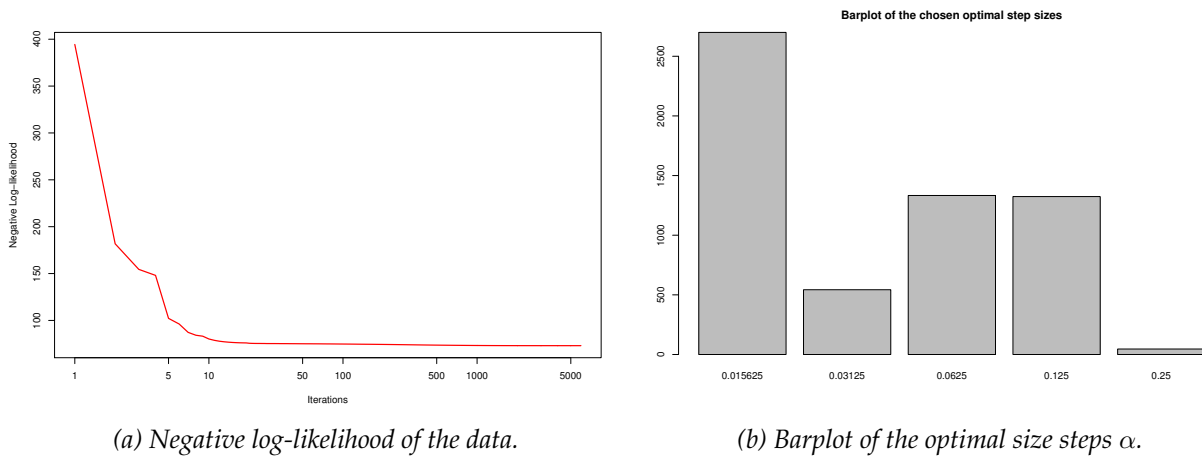 400
350
300
250
200
150
100
Negative Log-likelihood
1 5 10 50 100 500 1000 5000
Iterations
(a) Negative log-likelihood of the data.
Barplot of the chosen optimal step sizes
2500
2000
1500
1000
500
0
0.015625 0.03125 0.0625 0.125 0.25
(b) Barplot of the optimal size steps α.